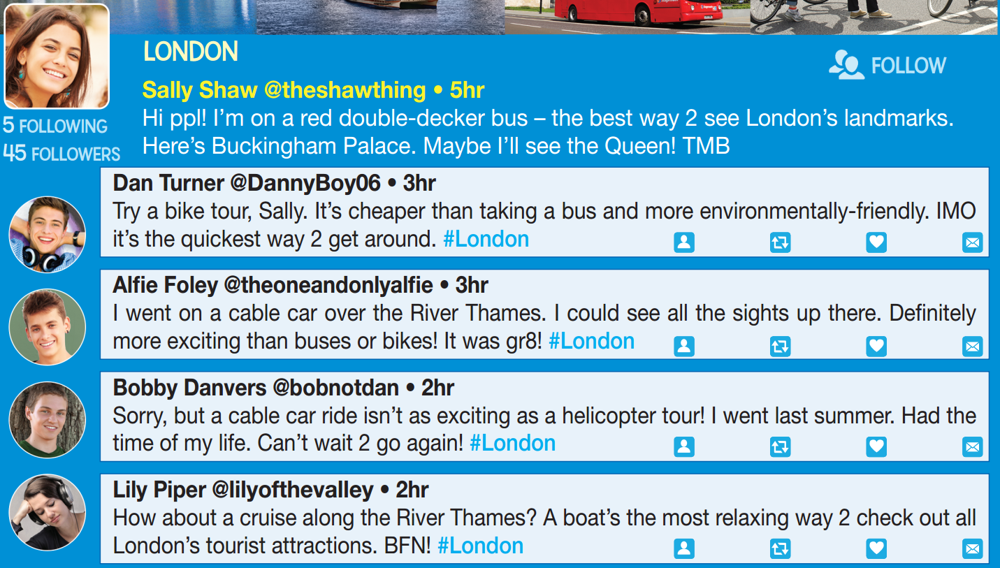 LONDON
FOLLOW
Sally Shaw @theshawthing • 5hr
Hi ppl! I'm on a red double-decker bus – the best way 2 see London's landmarks.
Here's Buckingham Palace. Maybe I'll see the Queen! TMB
5 FOLLOWING
45 FOLLOWERS
Dan Turner @DannyBoy06 • 3hr
Try a bike tour, Sally. It's cheaper than taking a bus and more environmentally-friendly. IMO
it's the quickest way 2 get around. #London
Alfie Foley @theoneandonlyalfie • 3hr
I went on a cable car over the River Thames. I could see all the sights up there. Definitely
more exciting than buses or bikes! It was gr8! #London
Bobby Danvers @bobnotdan • 2hr
Sorry, but a cable car ride isn't as exciting as a helicopter tour! I went last summer. Had the
time of my life. Can't wait 2 go again! #London
Lily Piper @lilyofthevalley • 2hr
How about a cruise along the River Thames? A boat's the most relaxing way 2 check out all
London's tourist attractions. BFN! #London